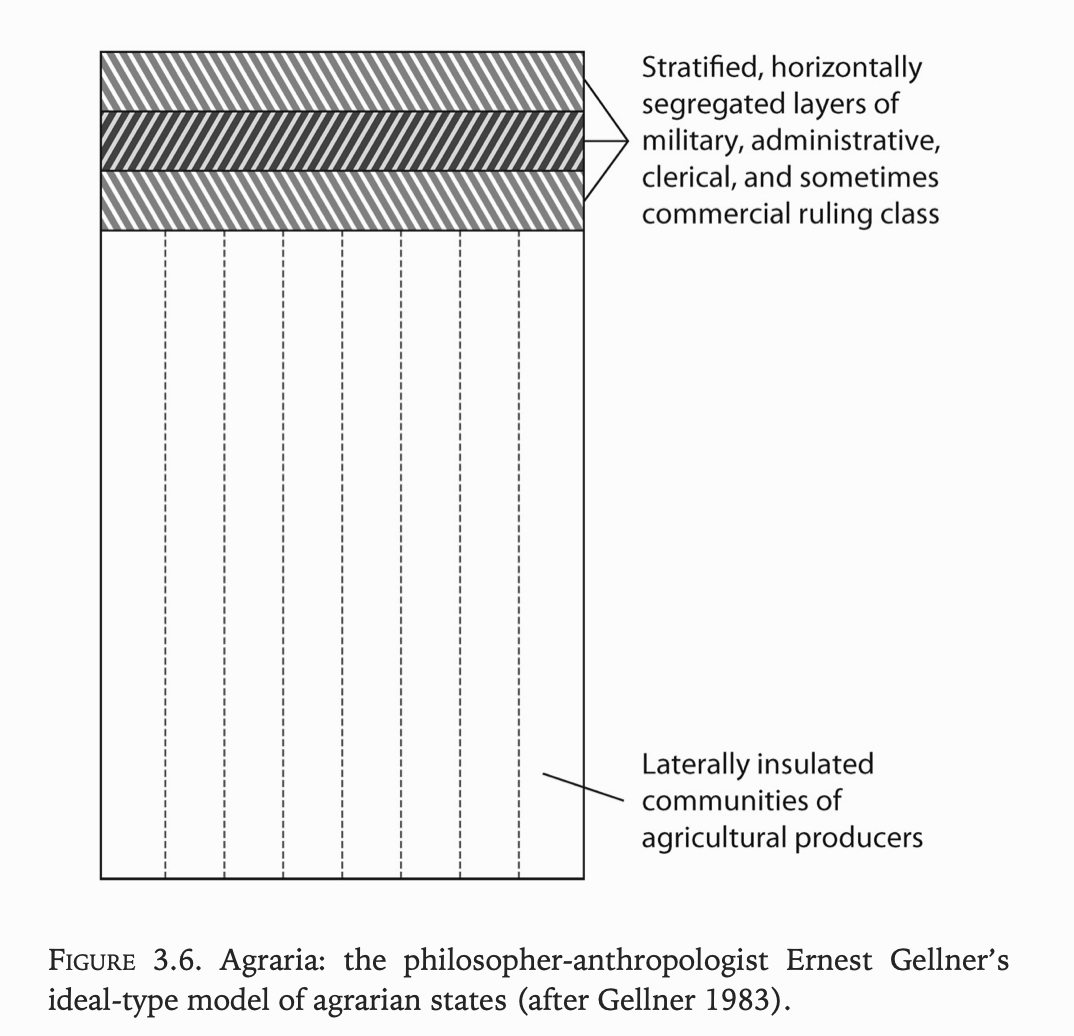 Stratified, horizontally
segregated layers of
military, administrative,
clerical, and sometimes
commercial ruling class
Laterally insulated
communities of
agricultural producers
FIGURE 3.6. Agraria: the philosopher-anthropologist Ernest Gellner’s
ideal-type model of agrarian states (after Gellner 1983).